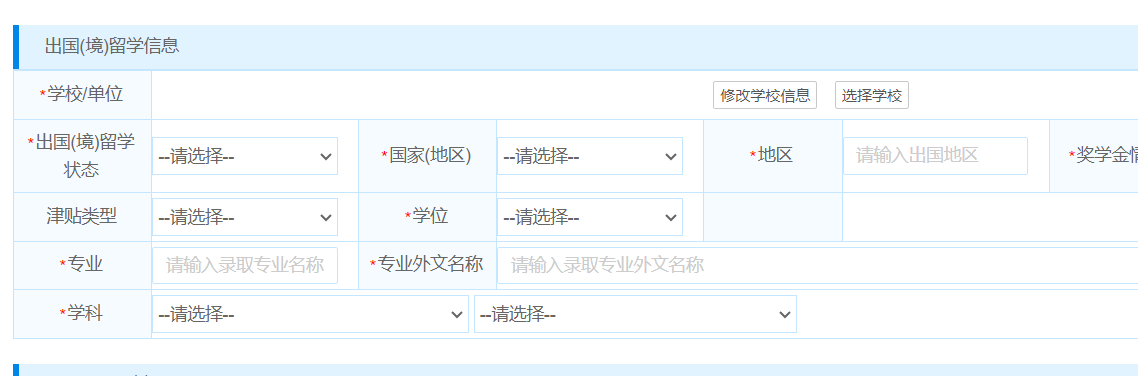 出国(境)留学信息
*学校/单位 修改学校信息 选择学校
*出国(境)留学
状态 --请选择-- *国家(地区) --请选择-- *地区 请输入出国地区 *奖学金情
津贴类型 --请选择-- *学位 --请选择--
*专业 请输入录取专业名称 *专业外文名称 请输入录取专业外文名称
*学科 --请选择-- --请选择--